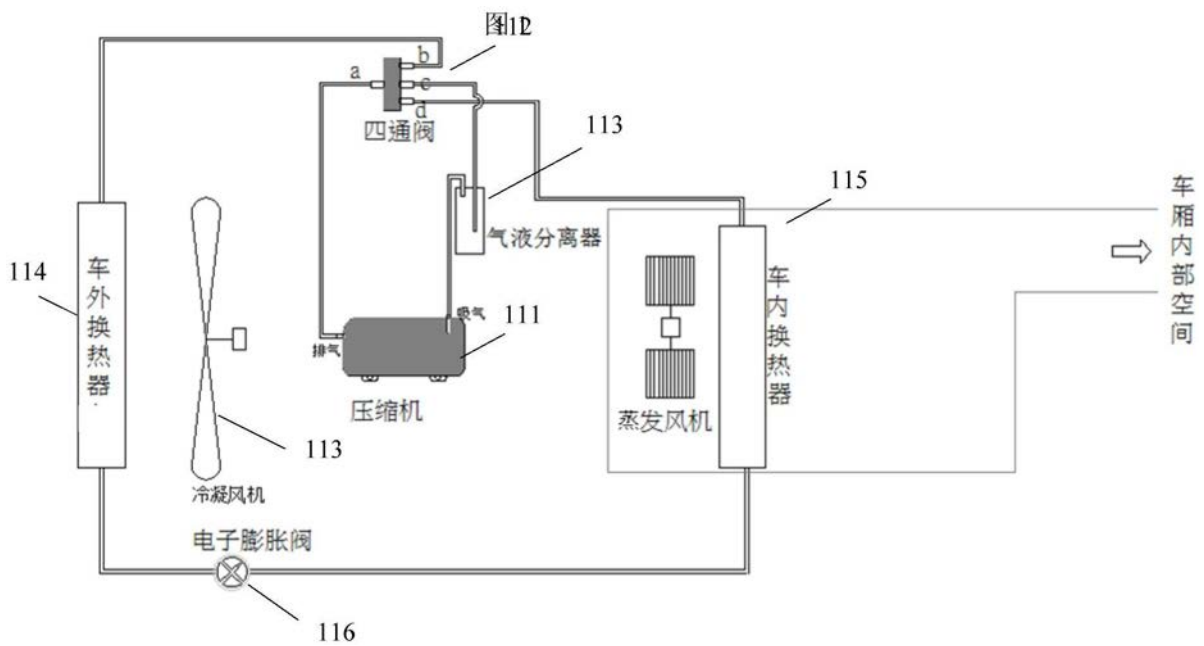 图112
b
a
c
d
四通阀
113
115
气液分离器
114
车外换热器
吸气
111
排气
压缩机
113
冷凝风机
蒸发风机
车内换热器
车厢内部空间
电子膨胀阀
116